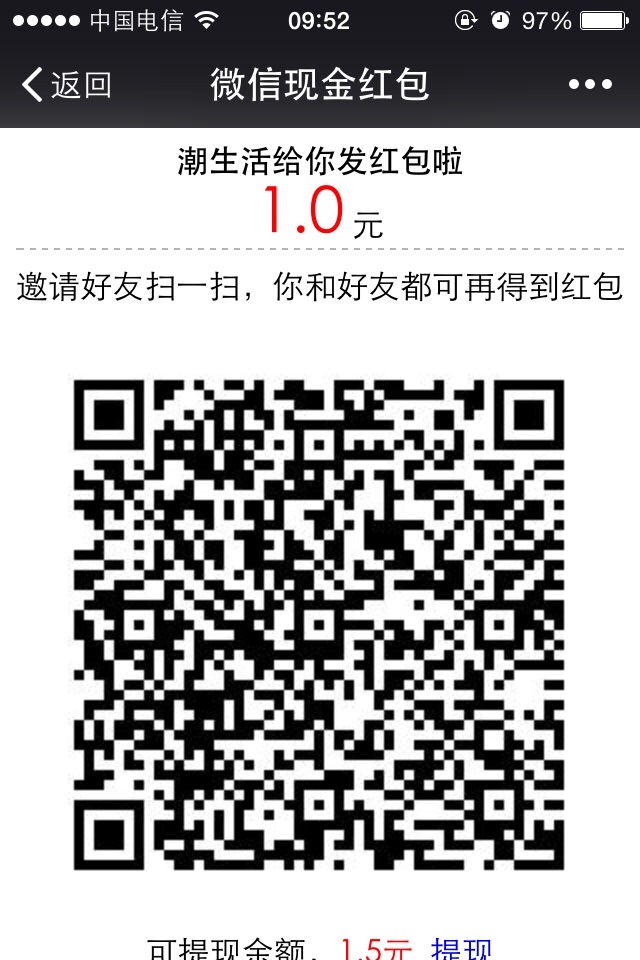 中国电信 09:52 97%
返回 微信现金红包
潮生活给你发红包啦
1.0 元
邀请好友扫一扫，你和好友都可再得到红包
可提现金额，1.5元 提现